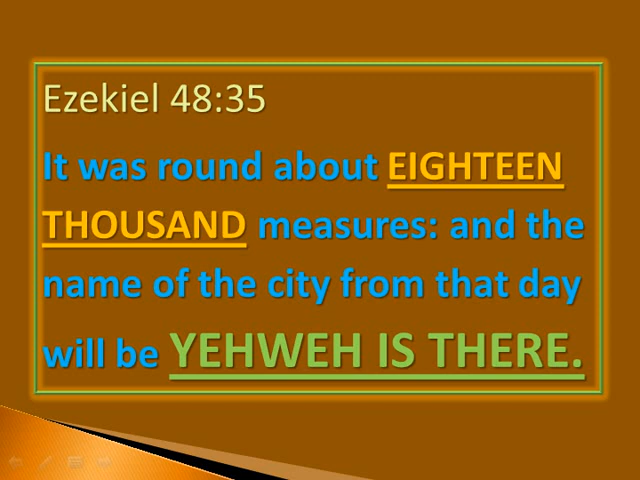 Ezekiel 48:35
It was round about EIGHTEEN
THOUSAND measures: and the
name of the city from that day
will be YEHWEH IS THERE.